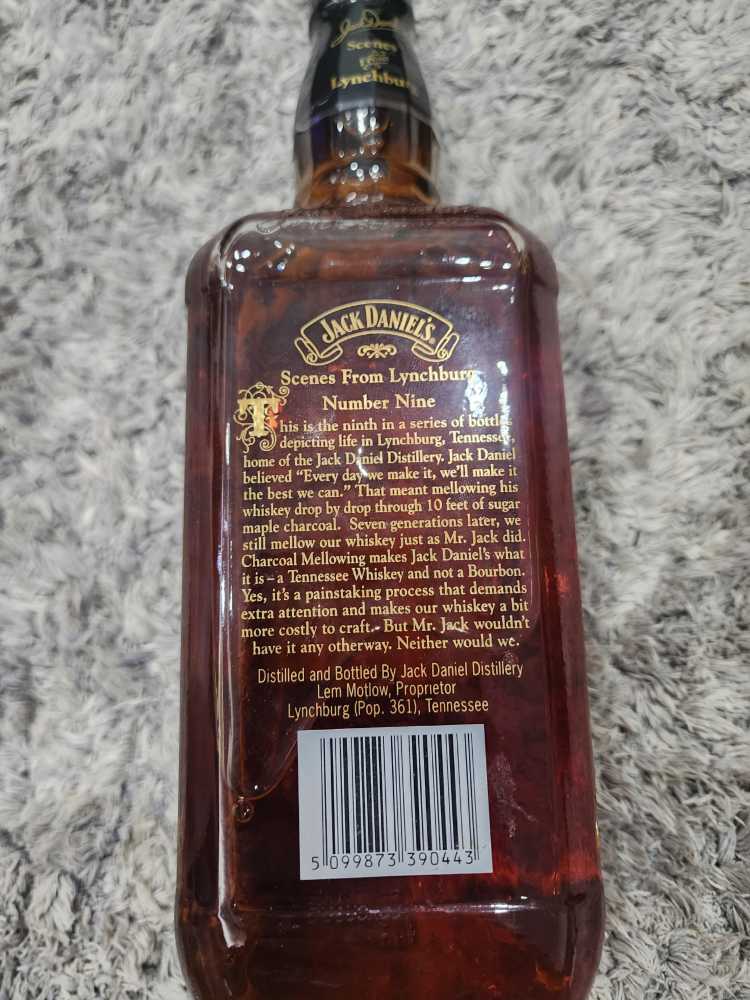 Jack Daniel
Scenes
from
Lynchburg
JACK DANIEL'S
Scenes From Lynchburg
Number Nine
This is the ninth in a series of bottles
depicting life in Lynchburg, Tennessee,
home of the Jack Daniel Distillery. Jack Daniel
believed "Every day we make it, we'll make it
the best we can." That meant mellowing his
whiskey drop by drop through 10 feet of sugar
maple charcoal. Seven generations later, we
still mellow our whiskey just as Mr. Jack did.
Charcoal Mellowing makes Jack Daniel's what
it is – a Tennessee Whiskey and not a Bourbon.
Yes, it's a painstaking process that demands
extra attention and makes our whiskey a bit
more costly to craft. But Mr. Jack wouldn't
have it any otherway. Neither would we.
Distilled and Bottled By Jack Daniel Distillery
Lem Motlow, Proprietor
Lynchburg (Pop. 361), Tennessee
5 099873 390443